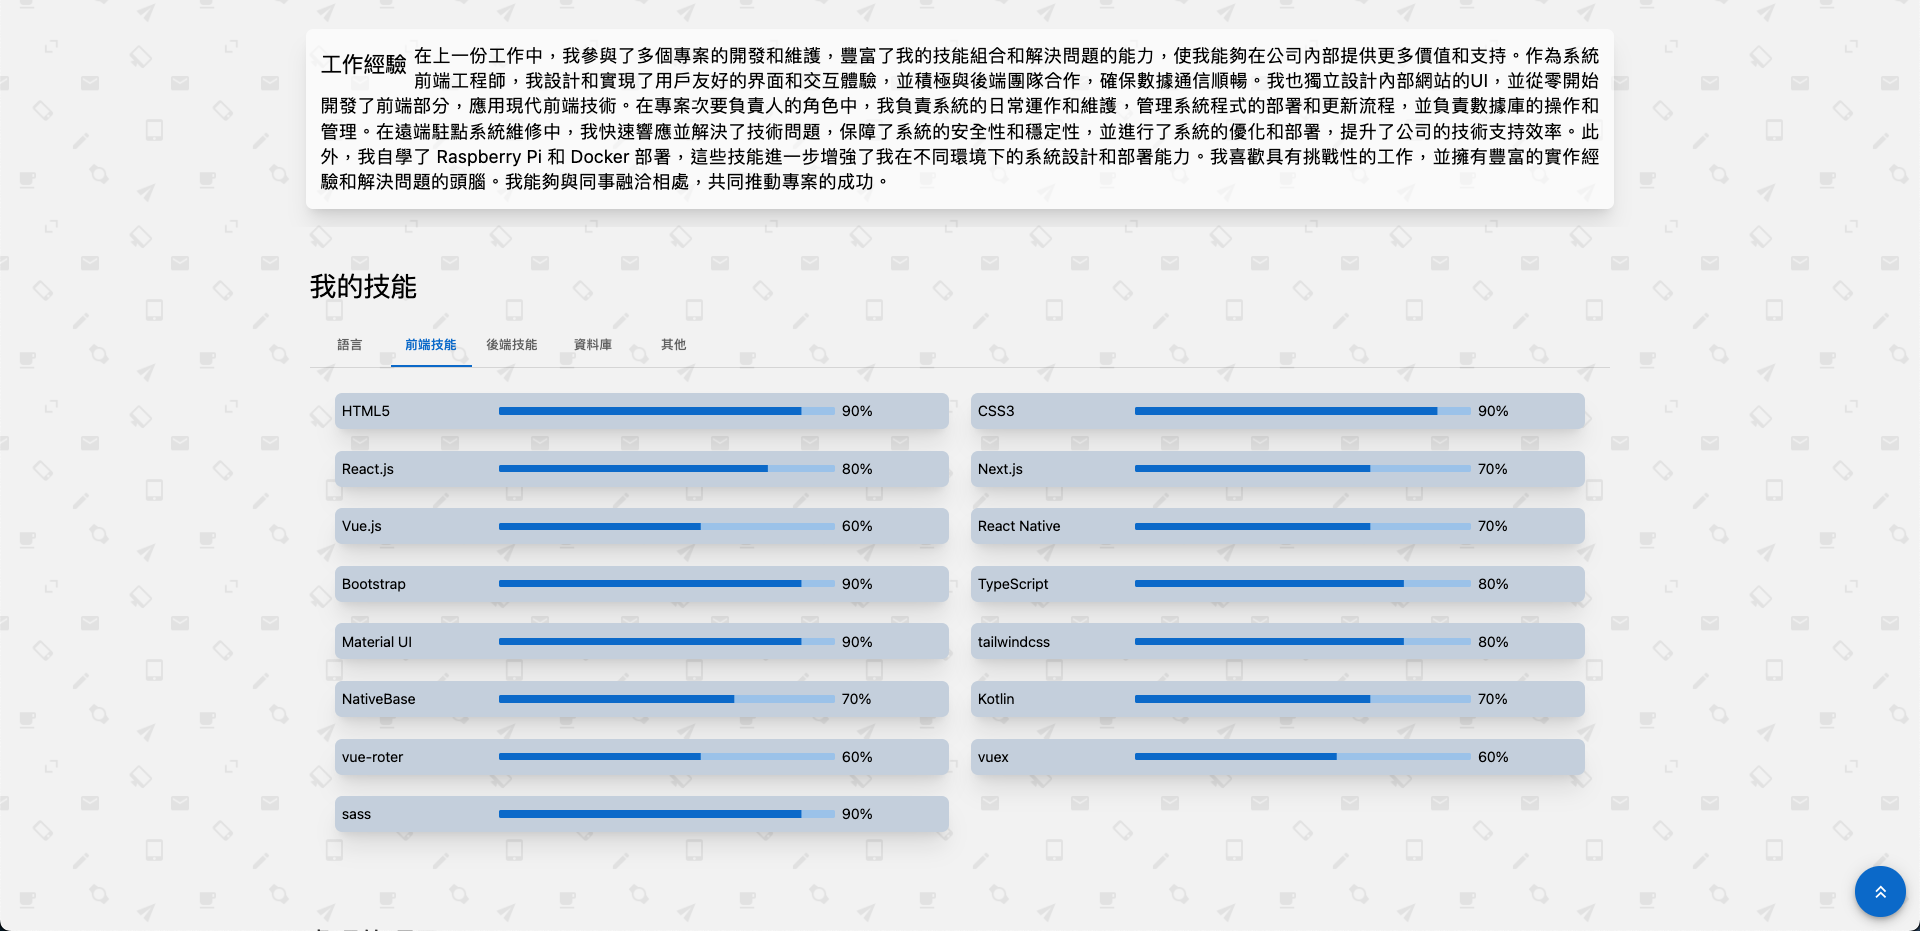 工作經驗 在上一份工作中，我參與了多個專案的開發和維護，豐富了我的技能組合和解決問題的能力，使我能夠在公司內部提供更多價值和支持。作為系統
前端工程師，我設計和實現了用戶友好的界面和交互體驗，並積極與後端團隊合作，確保數據通信順暢。我也獨立設計內部網站的UI，並從零開始
開發了前端部分，應用現代前端技術。在專案次要負責人的角色中，我負責系統的日常運作和維護，管理系統程式的部署和更新流程，並負責數據庫的操作和
管理。在遠端駐點系統維修中，我快速響應並解決了技術問題，保障了系統的安全性和穩定性，並進行了系統的優化和部署，提升了公司的技術支持效率。此
外，我自學了 Raspberry Pi 和 Docker 部署，這些技能進一步增強了我在不同環境下的系統設計和部署能力。我喜歡具有挑戰性的工作，並擁有豐富的實作經
驗和解決問題的頭腦。我能夠與同事融洽相處，共同推動專案的成功。
我的技能
語言 前端技能 後端技能 資料庫 其他
HTML5 90% CSS3 90%
React.js 80% Next.js 70%
Vue.js 60% React Native 70%
Bootstrap 90% TypeScript 80%
Material UI 90% tailwindcss 80%
NativeBase 70% Kotlin 70%
vue-roter 60% vuex 60%
sass 90%